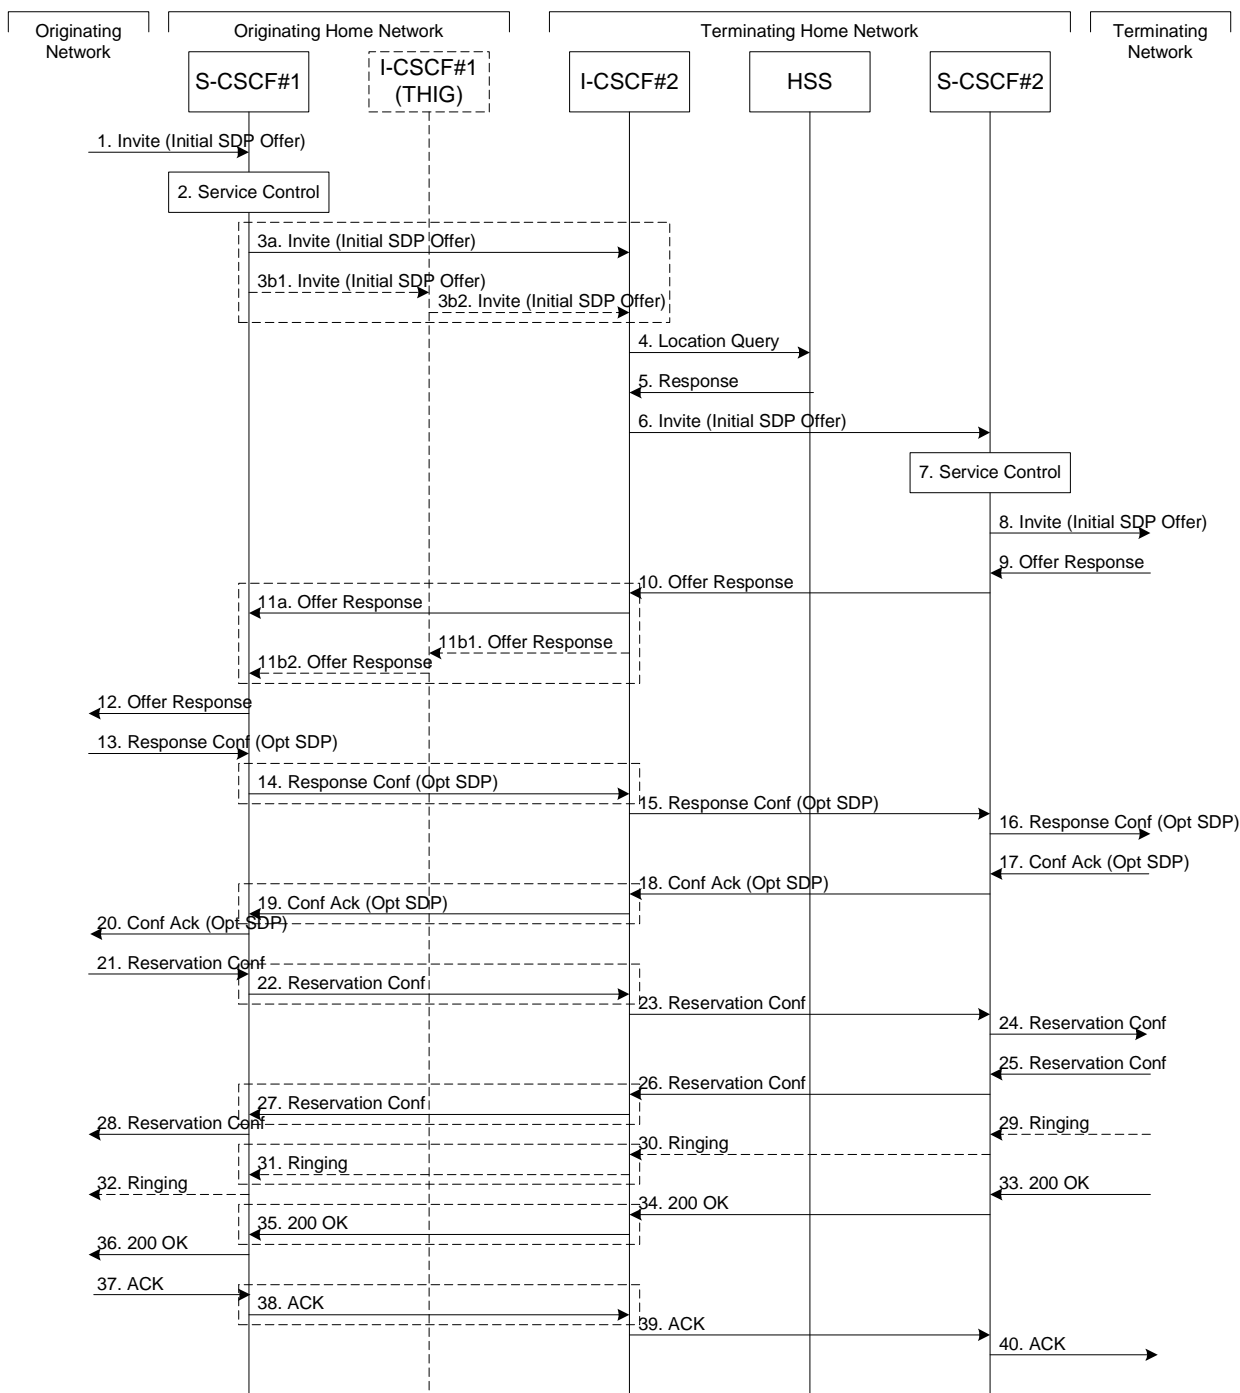 Originating
Network
Originating Home Network
Terminating Home Network
Terminating
Network
S-CSCF#1
I-CSCF#1
(THIG)
I-CSCF#2
HSS
S-CSCF#2
1. Invite (Initial SDP Offer)
2. Service Control
3a. Invite (Initial SDP Offer)
3b1. Invite (Initial SDP Offer)
3b2. Invite (Initial SDP Offer)
4. Location Query
5. Response
6. Invite (Initial SDP Offer)
7. Service Control
8. Invite (Initial SDP Offer)
9. Offer Response
10. Offer Response
11a. Offer Response
11b1. Offer Response
11b2. Offer Response
12. Offer Response
13. Response Conf (Opt SDP)
14. Response Conf (Opt SDP)
15. Response Conf (Opt SDP)
16. Response Conf (Opt SDP)
17. Conf Ack (Opt SDP)
18. Conf Ack (Opt SDP)
19. Conf Ack (Opt SDP)
20. Conf Ack (Opt SDP)
21. Reservation Conf
22. Reservation Conf
23. Reservation Conf
24. Reservation Conf
25. Reservation Conf
26. Reservation Conf
27. Reservation Conf
28. Reservation Conf
29. Ringing
30. Ringing
31. Ringing
32. Ringing
33. 200 OK
34. 200 OK
35. 200 OK
36. 200 OK
37. ACK
38. ACK
39. ACK
40. ACK